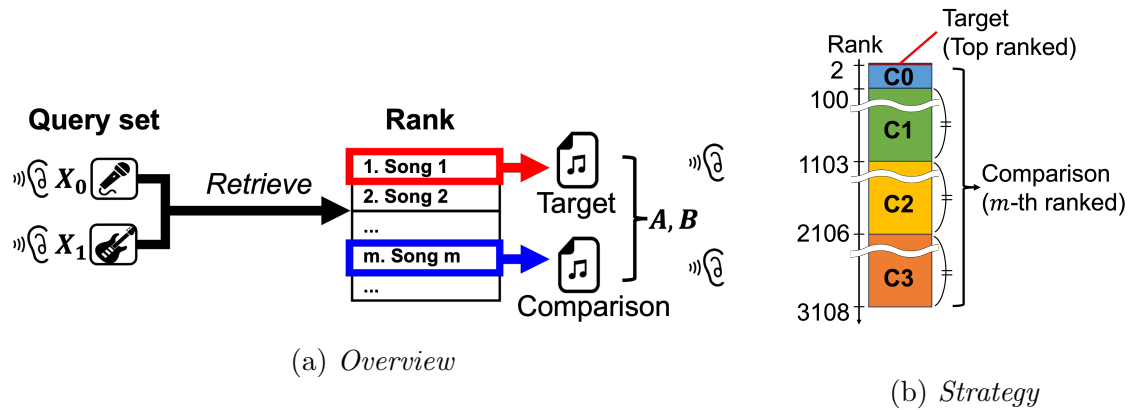 Query set
X0
X1
Retrieve
Rank
1. Song 1
2. Song 2
...
m. Song m
...
Target
Comparison
A, B
(a) Overview
Target
(Top ranked)
Rank
2
100
1103
2106
3108
C0
C1
C2
C3
=
=
=
Comparison
(m-th ranked)
(b) Strategy